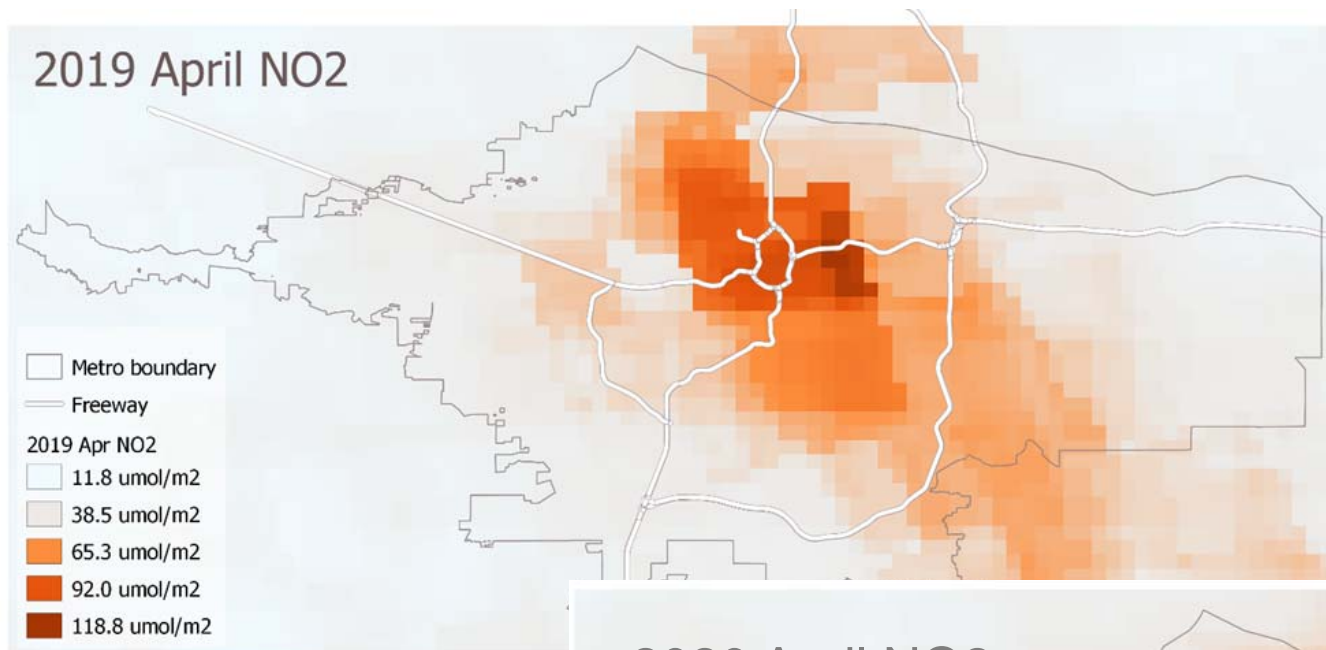 2019 April NO2
Metro boundary
Freeway
2019 Apr NO2
11.8 umol/m2
38.5 umol/m2
65.3 umol/m2
92.0 umol/m2
118.8 umol/m2